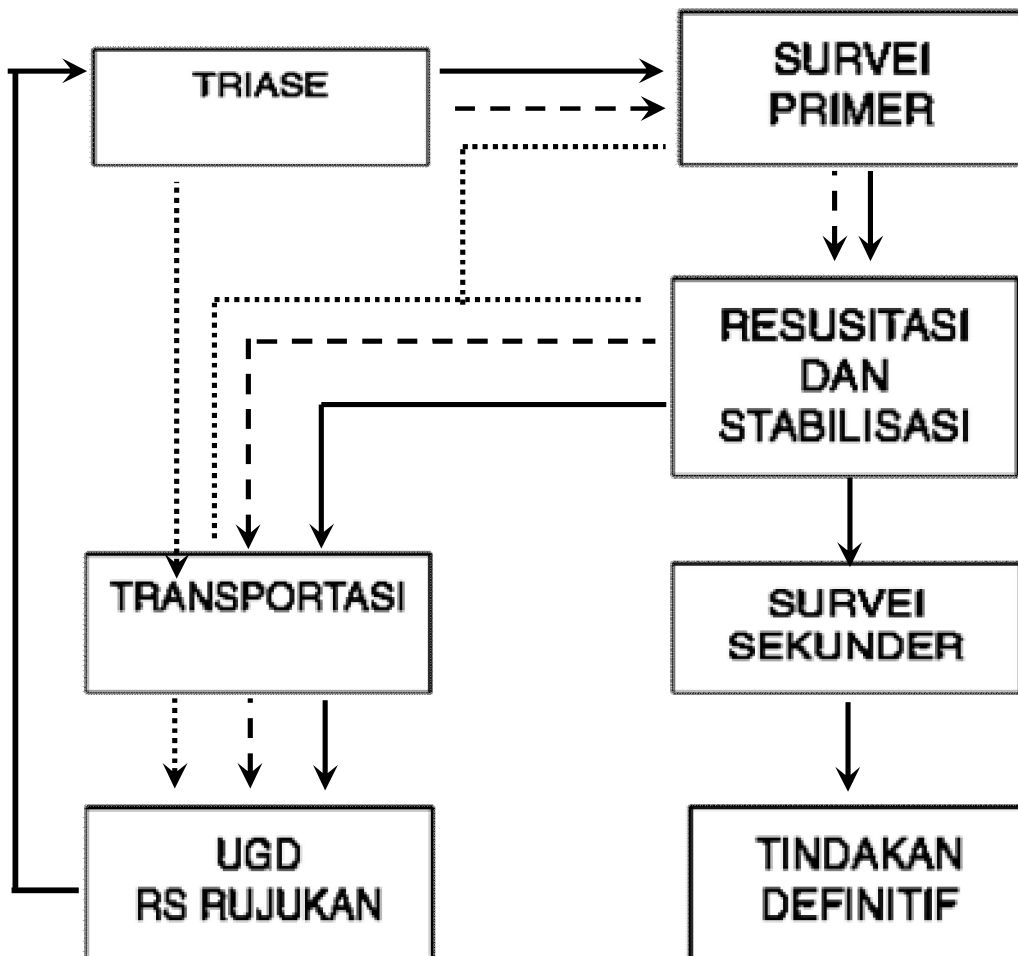 TRIASE
SURVEI
PRIMER
RESUSITASI
DAN
STABILISASI
TRANSPORTASI
SURVEI
SEKUNDER
UGD
RS RUJUKAN
TINDAKAN
DEFINITIF